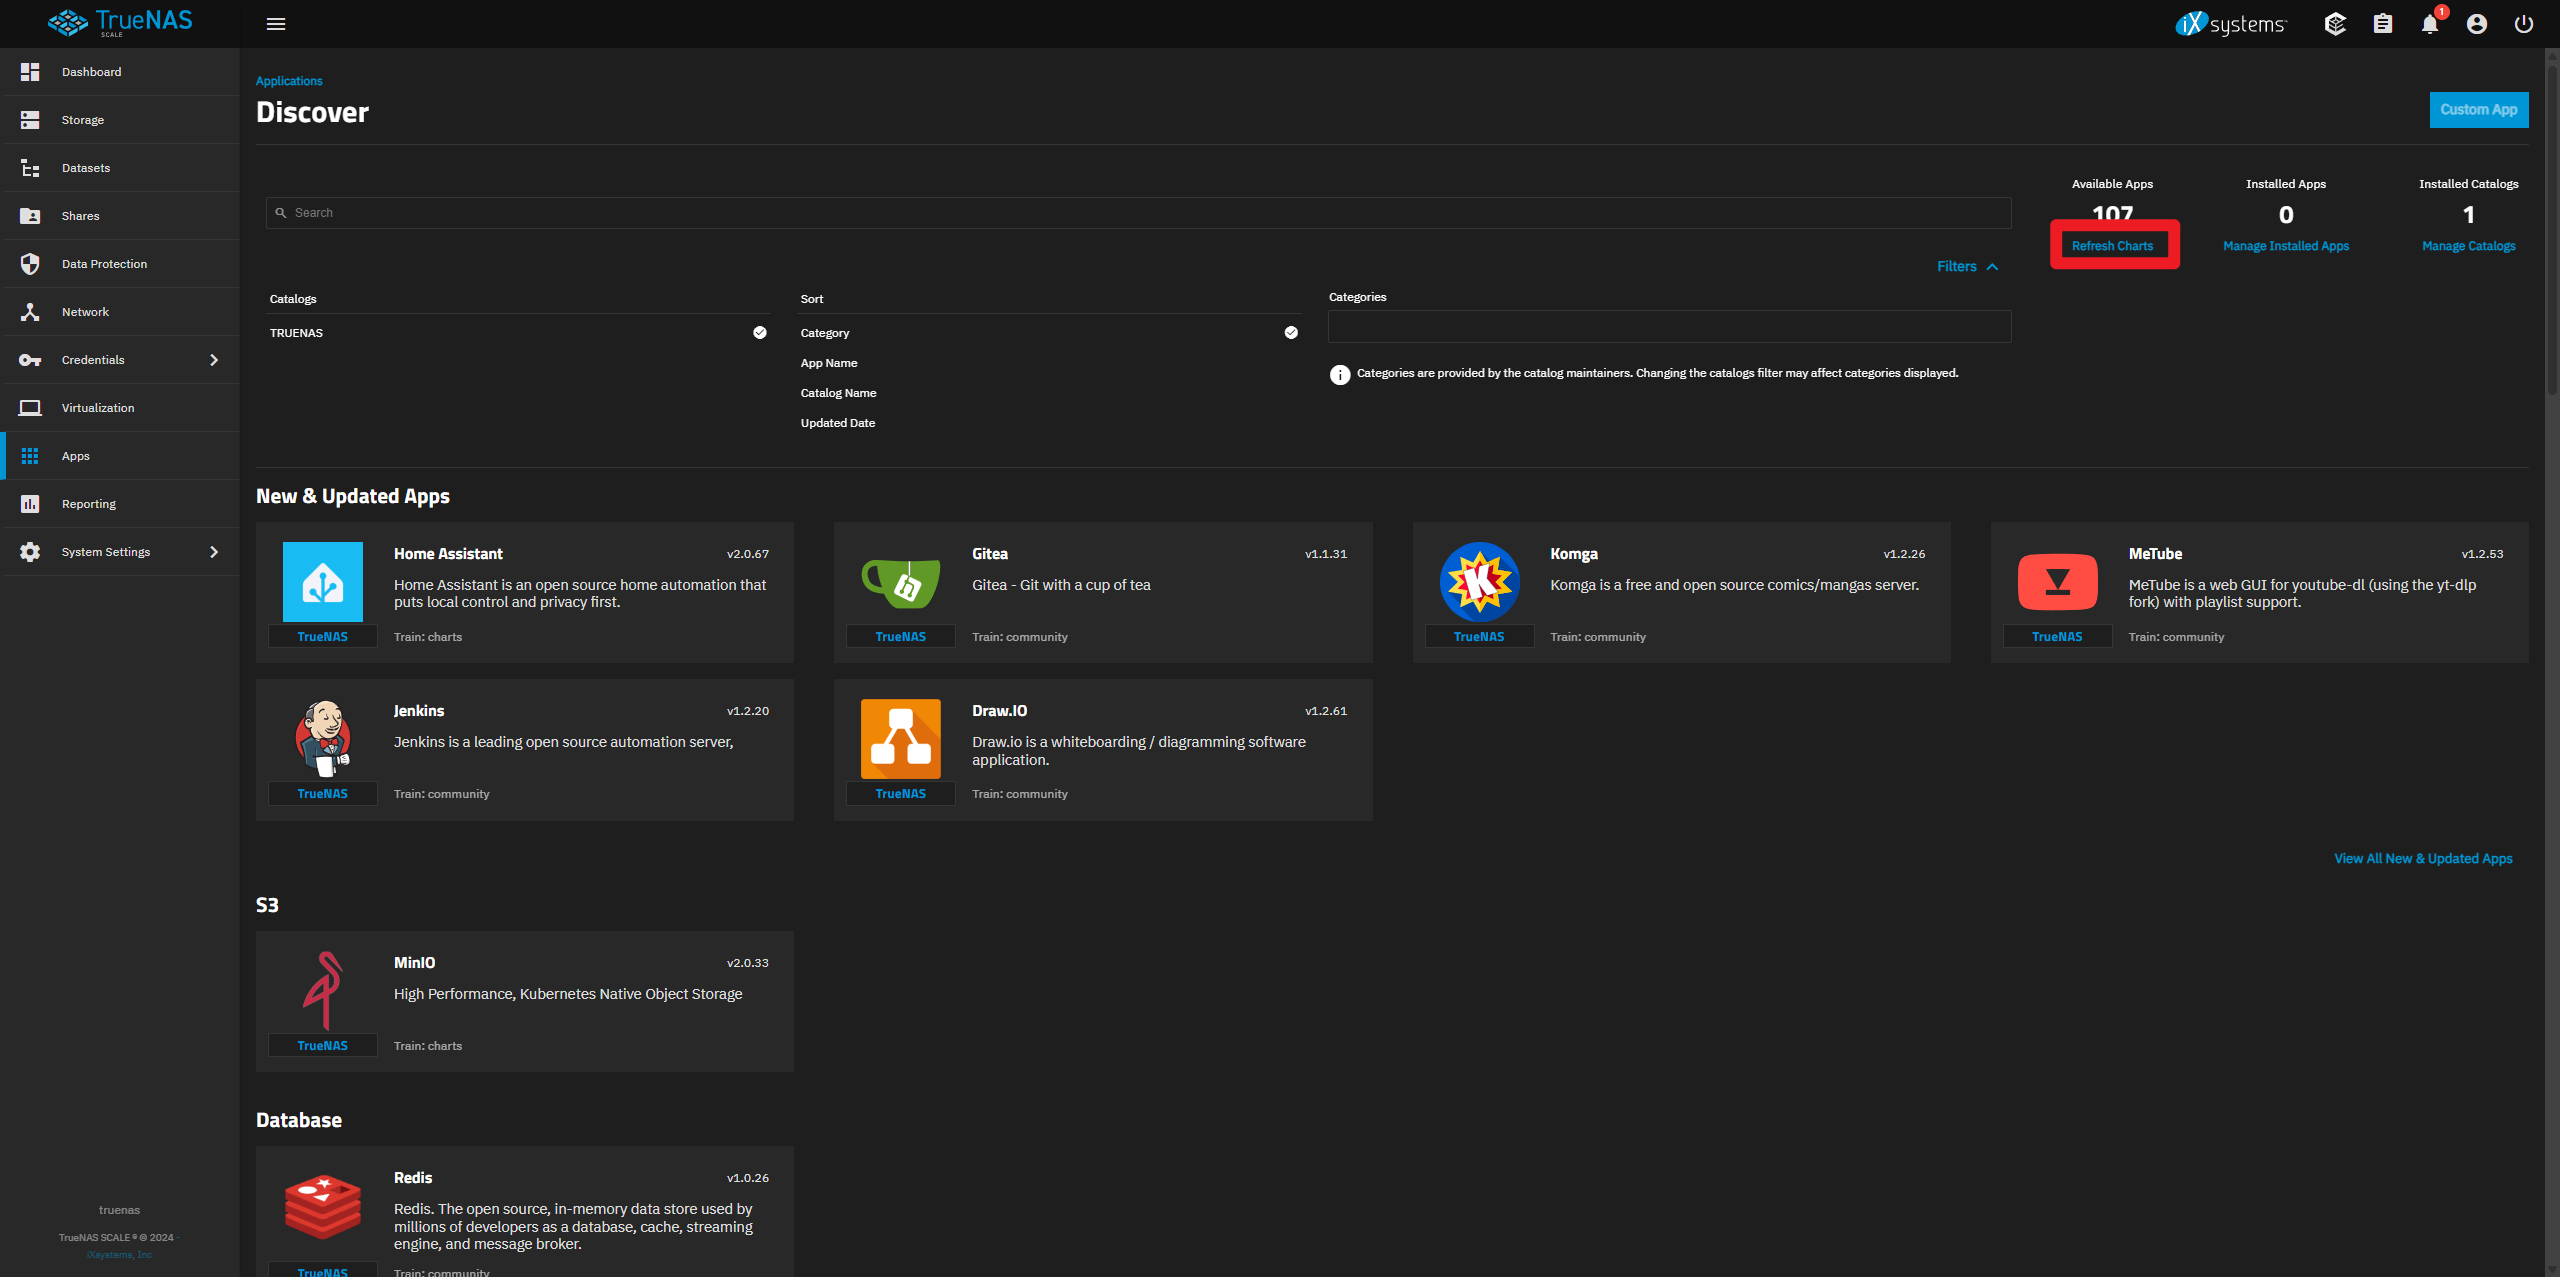 TrueNAS
SCALE
iXsystems
1
Dashboard
Storage
Datasets
Shares
Data Protection
Network
Credentials
Virtualization
Apps
Reporting
System Settings
truenas
TrueNAS SCALE ® © 2024 -
iXsystems, Inc
Applications
Discover
Custom App
Search
Available Apps
107
Refresh Charts
Installed Apps
0
Manage Installed Apps
Installed Catalogs
1
Manage Catalogs
Filters
Catalogs
TRUENAS
Sort
Category
App Name
Catalog Name
Updated Date
Categories
Categories are provided by the catalog maintainers. Changing the catalogs filter may affect categories displayed.
New & Updated Apps
Home Assistant
v2.0.67
Home Assistant is an open source home automation that
puts local control and privacy first.
TrueNAS
Train: charts
Gitea
v1.1.31
Gitea - Git with a cup of tea
TrueNAS
Train: community
Komga
v1.2.26
Komga is a free and open source comics/mangas server.
TrueNAS
Train: community
MeTube
v1.2.53
MeTube is a web GUI for youtube-dl (using the yt-dlp
fork) with playlist support.
TrueNAS
Train: community
Jenkins
v1.2.20
Jenkins is a leading open source automation server,
TrueNAS
Train: community
Draw.IO
v1.2.61
Draw.io is a whiteboarding / diagramming software
application.
TrueNAS
Train: community
View All New & Updated Apps
S3
MinIO
v2.0.33
High Performance, Kubernetes Native Object Storage
TrueNAS
Train: charts
Database
Redis
v1.0.26
Redis. The open source, in-memory data store used by
millions of developers as a database, cache, streaming
engine, and message broker.
TrueNAS
Train: community